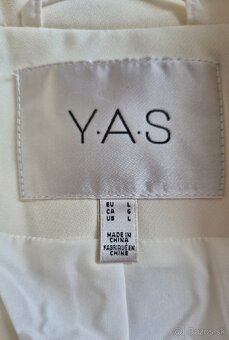 Y.A.S
EU L
CA G
US L
MADE IN
CHINA
FABRIQUÉ EN
CHINE